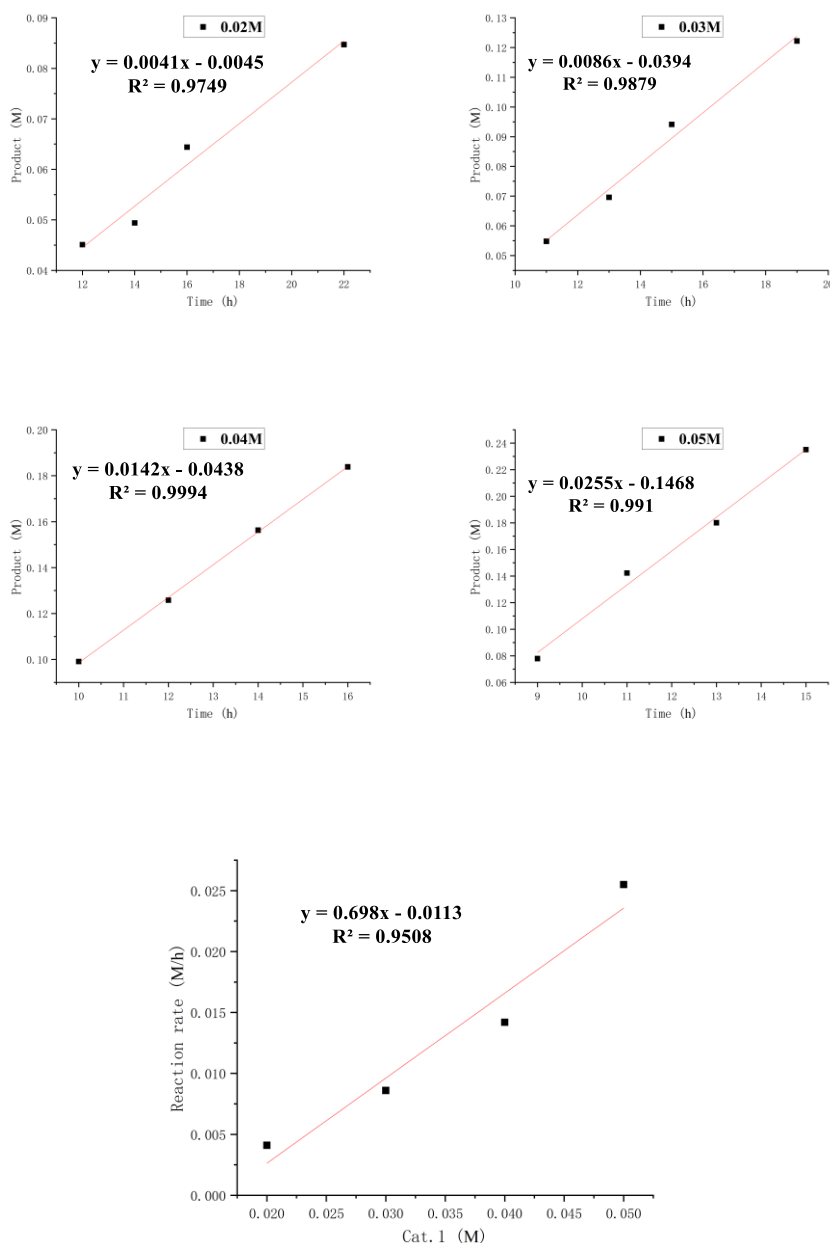 0.02M
y = 0.0041x - 0.0045
R² = 0.9749
0.09
0.08
0.07
0.06
0.05
0.04
Product (M)
12 14 16 18 20 22
Time (h)
0.03M
y = 0.0086x - 0.0394
R² = 0.9879
0.13
0.12
0.11
0.10
0.09
0.08
0.07
0.06
0.05
Product (M)
10 12 14 16 18 20
Time (h)
0.04M
y = 0.0142x - 0.0438
R² = 0.9994
0.20
0.18
0.16
0.14
0.12
0.10
Product (M)
10 11 12 13 14 15 16
Time (h)
0.05M
y = 0.0255x - 0.1468
R² = 0.991
0.24
0.22
0.20
0.18
0.16
0.14
0.12
0.10
0.08
0.06
Product (M)
9 10 11 12 13 14 15
Time (h)
y = 0.698x - 0.0113
R² = 0.9508
0.025
0.020
0.015
0.010
0.005
0.000
Reaction rate (M/h)
0.020 0.025 0.030 0.035 0.040 0.045 0.050
Cat.1 (M)